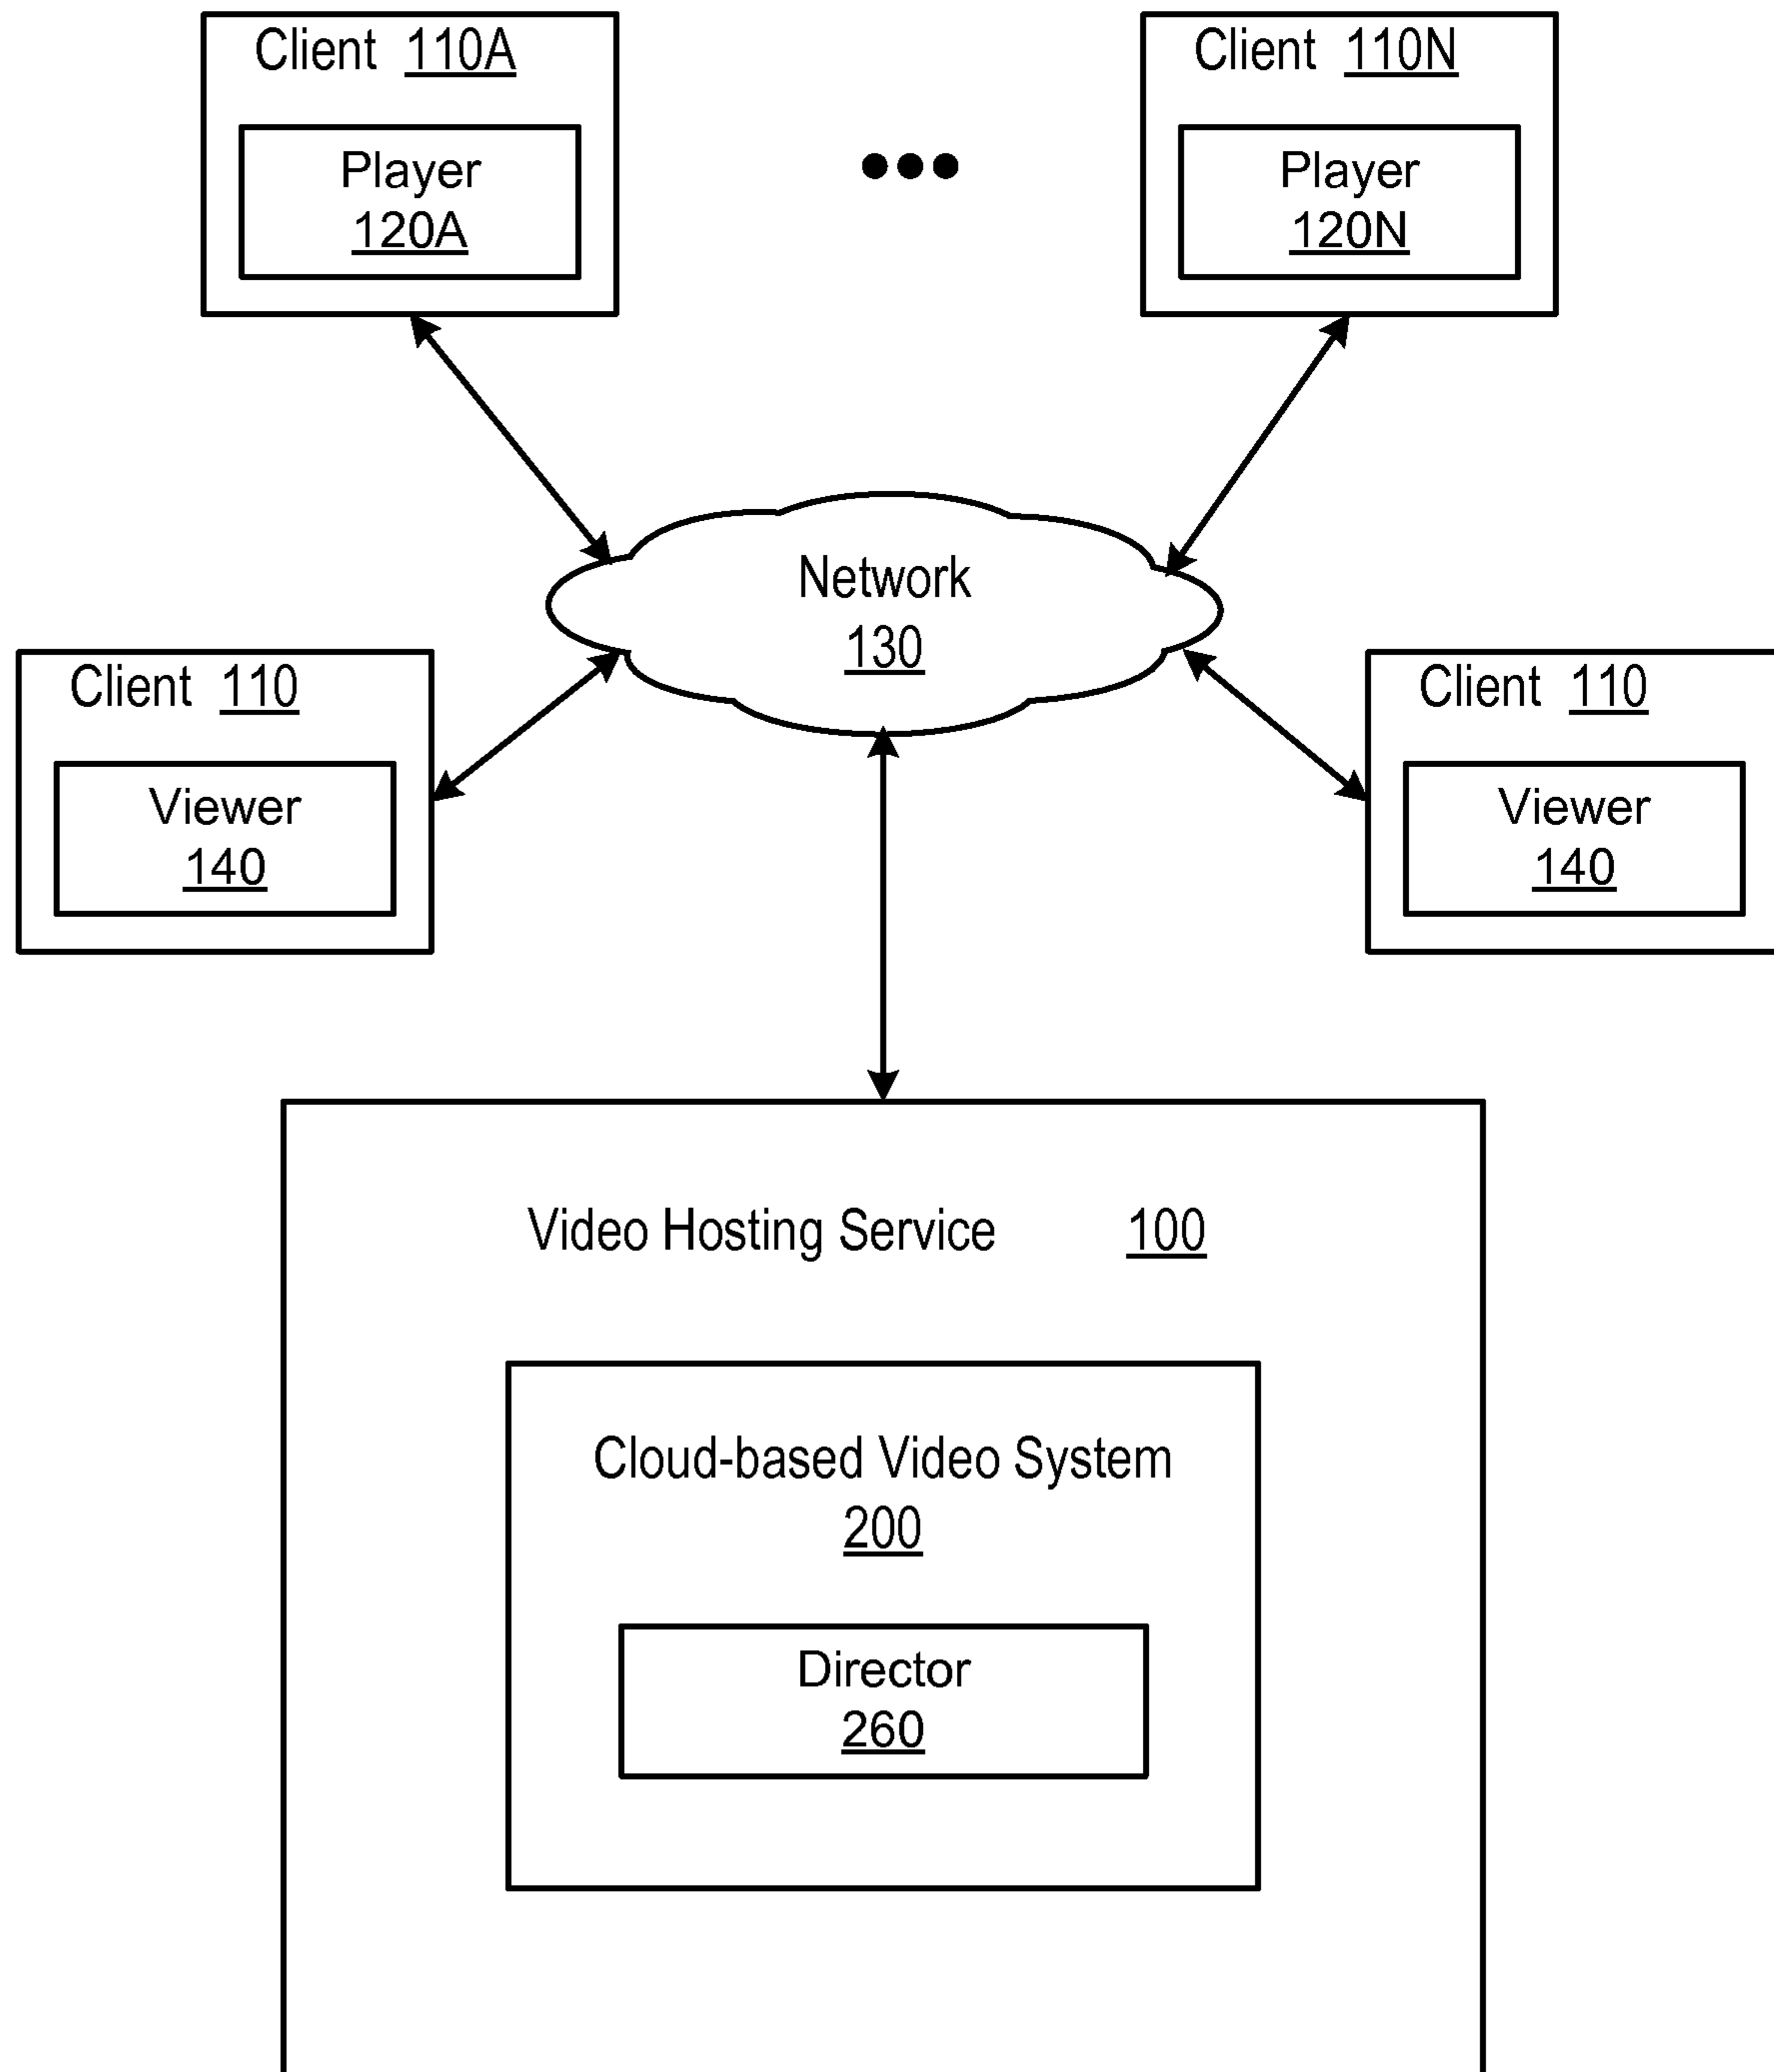 Client 110A
Player
120A
Client 110N
Player
120N
Network
130
Client 110
Viewer
140
Client 110
Viewer
140
Video Hosting Service 100
Cloud-based Video System
200
Director
260